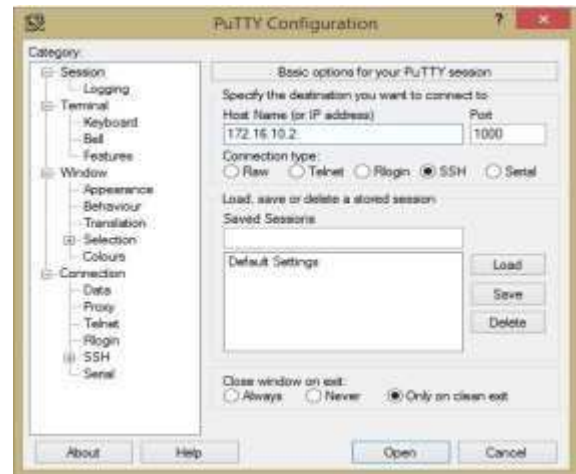 PuTTY Configuration
?
Category:
Session
Logging
Terminal
Keyboard
Bell
Features
Window
Appearance
Behaviour
Translation
Selection
Colours
Connection
Data
Proxy
Telnet
Rlogin
SSH
Serial
Basic options for your PuTTY session
Specify the destination you want to connect to
Host Name (or IP address) Port
172.16.10.2 1000
Connection type:
Raw Telnet Rlogin SSH Serial
Load, save or delete a stored session
Saved Sessions
Default Settings
Load
Save
Delete
Close window on exit:
Always Never Only on clean exit
About Help Open Cancel